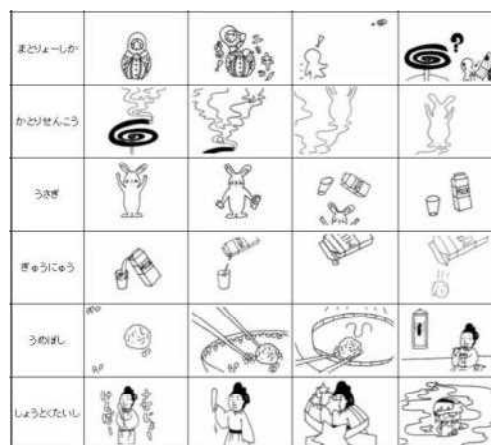 まとりょーしか
?
かとりせんこう
うさぎ
ぎゅうにゅう
うめぼし
しょうとくたいし